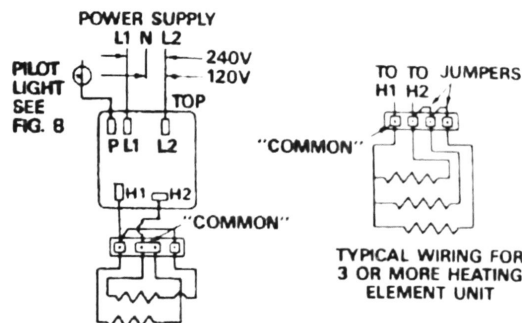 POWER SUPPLY
L1 N L2
240V
120V
PILOT
LIGHT
SEE
FIG. 8
TOP
P L1 L2
H1 H2
"COMMON"
TO TO JUMPERS
H1 H2
"COMMON"
TYPICAL WIRING FOR
3 OR MORE HEATING
ELEMENT UNIT